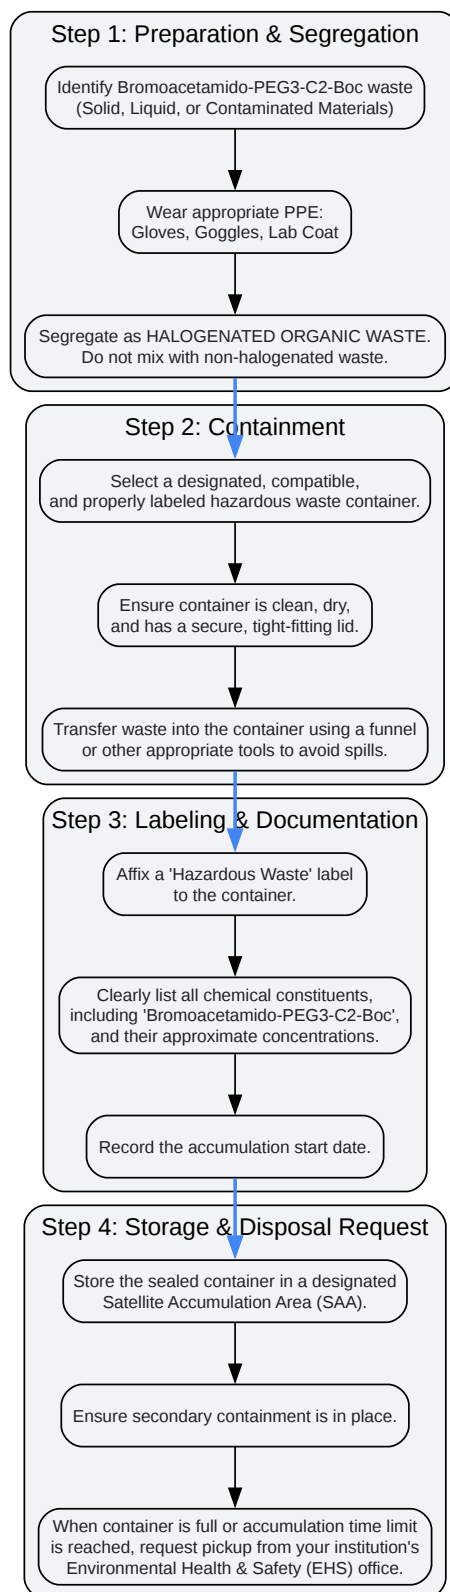 Step 1: Preparation & Segregation
Identify Bromoacetamido-PEG3-C2-Boc waste
(Solid, Liquid, or Contaminated Materials)
Wear appropriate PPE:
Gloves, Goggles, Lab Coat
Segregate as HALOGENATED ORGANIC WASTE.
Do not mix with non-halogenated waste.
Step 2: Containment
Select a designated, compatible,
and properly labeled hazardous waste container.
Ensure container is clean, dry,
and has a secure, tight-fitting lid.
Transfer waste into the container using a funnel
or other appropriate tools to avoid spills.
Step 3: Labeling & Documentation
Affix a 'Hazardous Waste' label
to the container.
Clearly list all chemical constituents,
including 'Bromoacetamido-PEG3-C2-Boc',
and their approximate concentrations.
Record the accumulation start date.
Step 4: Storage & Disposal Request
Store the sealed container in a designated
Satellite Accumulation Area (SAA).
Ensure secondary containment is in place.
When container is full or accumulation time limit
is reached, request pickup from your institution's
Environmental Health & Safety (EHS) office.